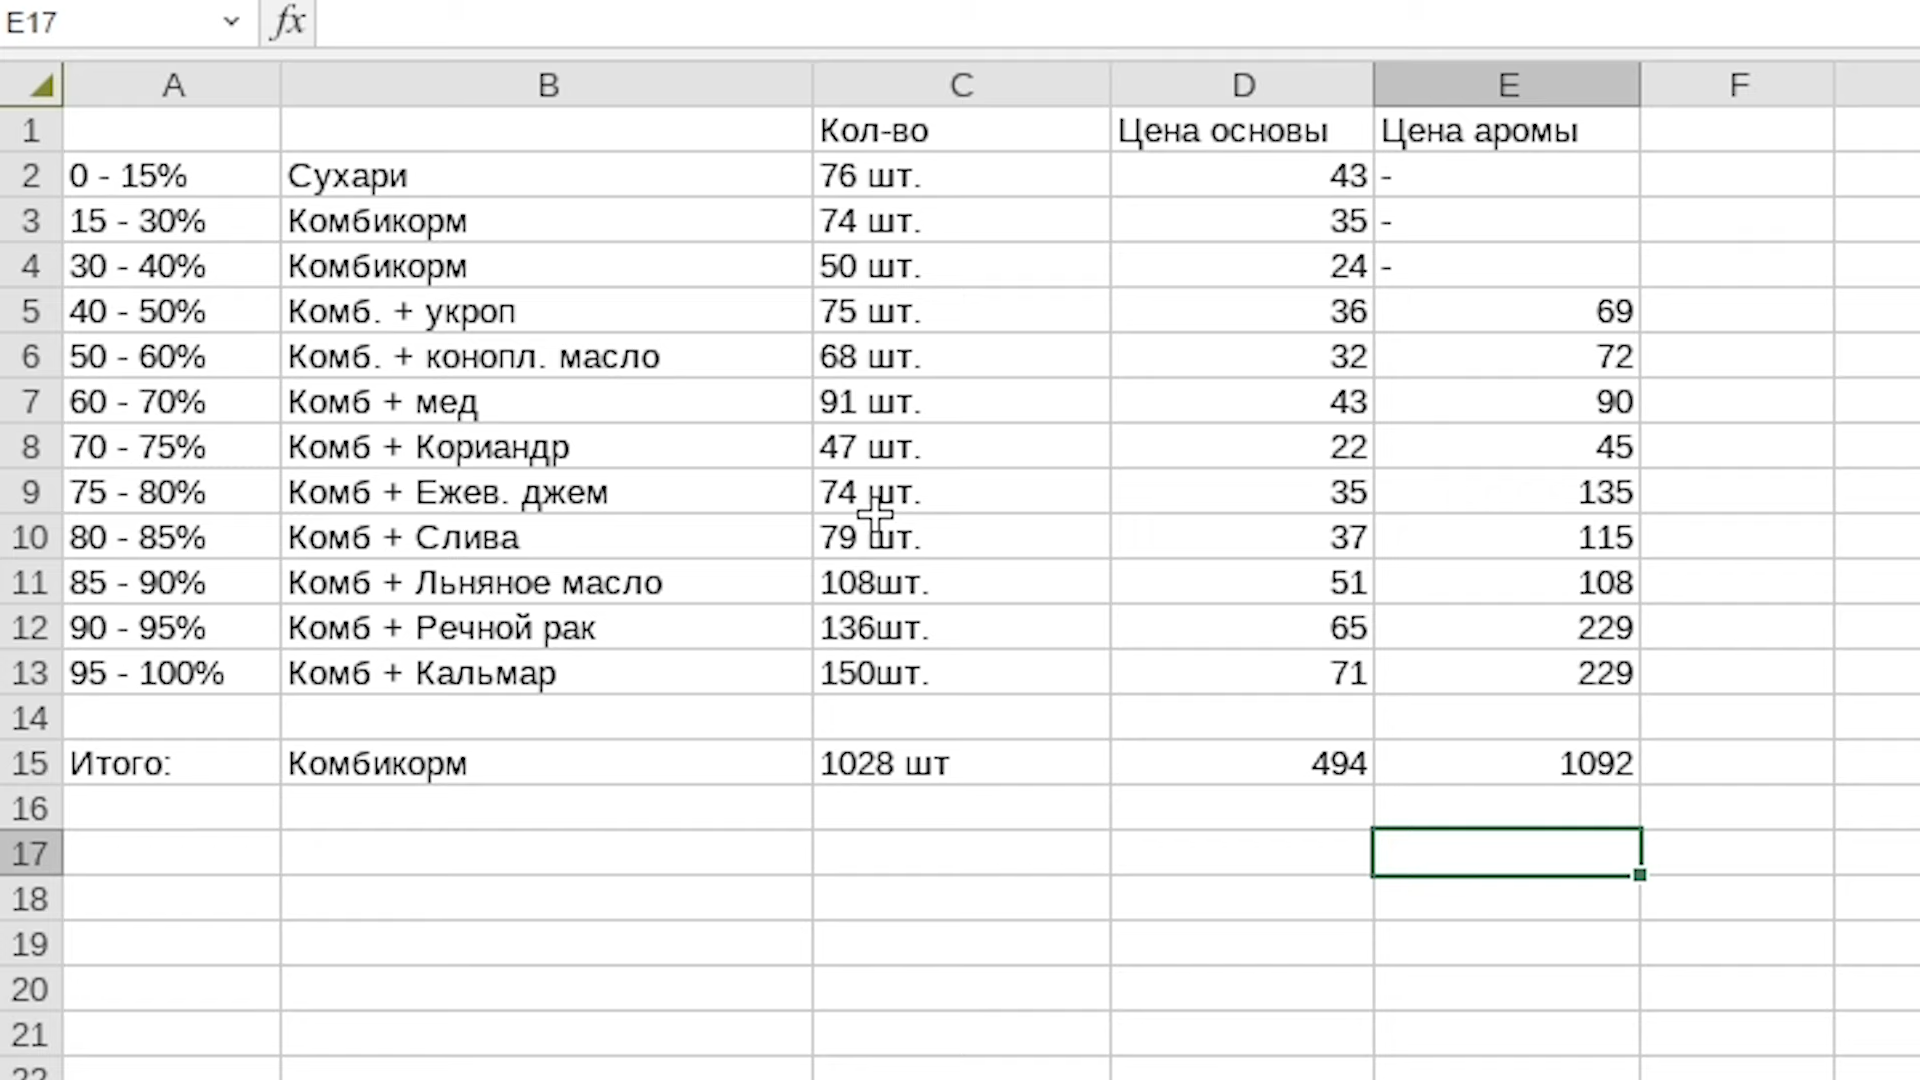 E17 fx
A B C D E F
1 Кол-во Цена основы Цена аромы
2 0 - 15% Сухари 76 шт. 43 -
3 15 - 30% Комбикорм 74 шт. 35 -
4 30 - 40% Комбикорм 50 шт. 24 -
5 40 - 50% Комб. + укроп 75 шт. 36 69
6 50 - 60% Комб. + конопл. масло 68 шт. 32 72
7 60 - 70% Комб + мед 91 шт. 43 90
8 70 - 75% Комб + Кориандр 47 шт. 22 45
9 75 - 80% Комб + Ежев. джем 74 шт. 35 135
10 80 - 85% Комб + Слива 79 шт. 37 115
11 85 - 90% Комб + Льняное масло 108шт. 51 108
12 90 - 95% Комб + Речной рак 136шт. 65 229
13 95 - 100% Комб + Кальмар 150шт. 71 229
14
15 Итого: Комбикорм 1028 шт 494 1092
16
17
18
19
20
21
22